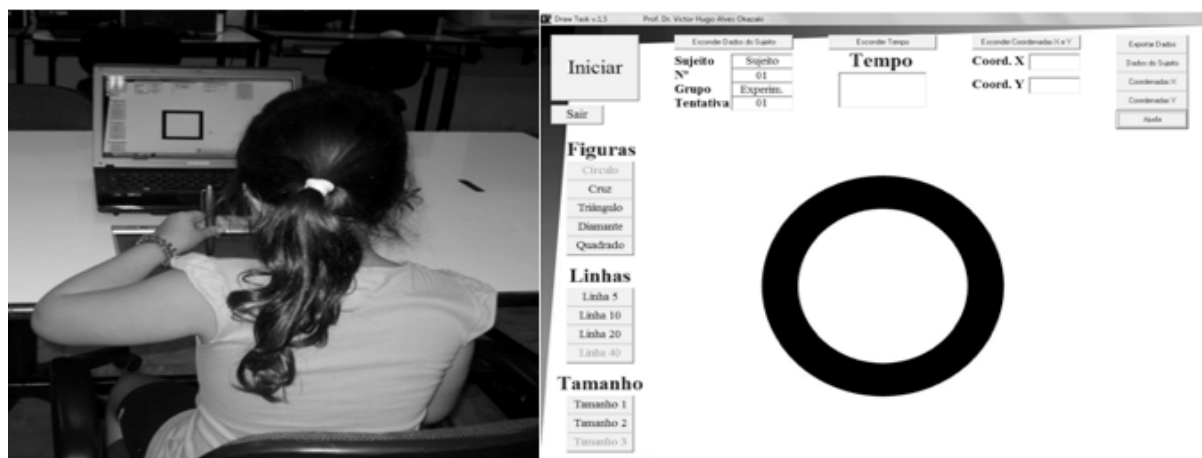 Draw Task v.1.5 Prof. Dr. Victor Hugo Alves Okazaki
Iniciar
Sair
Esconder Dados do Sujeito
Sujeito Sujeito
Nº 01
Grupo Experim.
Tentativa 01
Esconder Tempo
Tempo
Esconder Coordenadas X e Y
Coord. X
Coord. Y
Exportar Dados
Dados do Sujeito
Coordenadas X
Coordenadas Y
Ajuda
Figuras
Círculo
Cruz
Triângulo
Diamante
Quadrado
Linhas
Linha 5
Linha 10
Linha 20
Linha 40
Tamanho
Tamanho 1
Tamanho 2
Tamanho 3